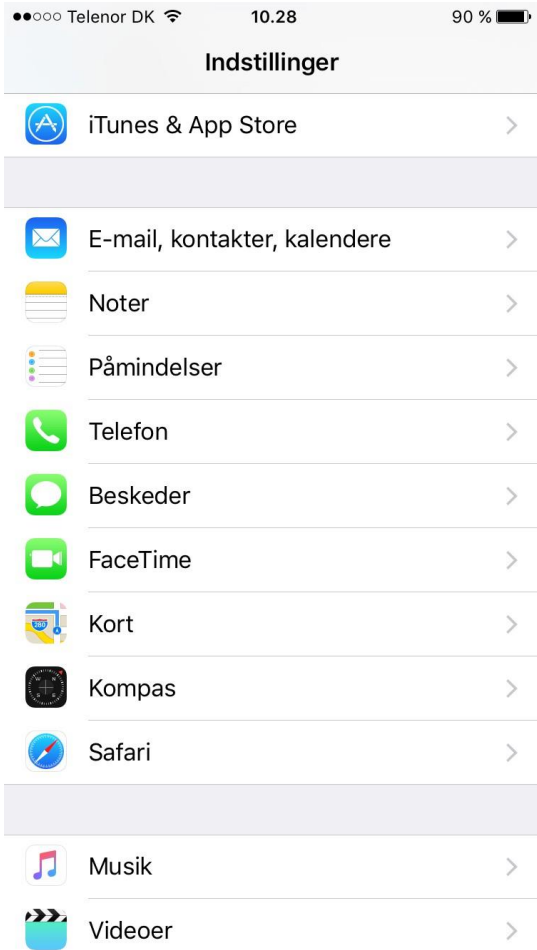 Telenor DK 10.28 90 %
Indstillinger
iTunes & App Store
E-mail, kontakter, kalendere
Noter
Påmindelser
Telefon
Beskeder
FaceTime
280
Kort
Kompas
Safari
Musik
Videoer